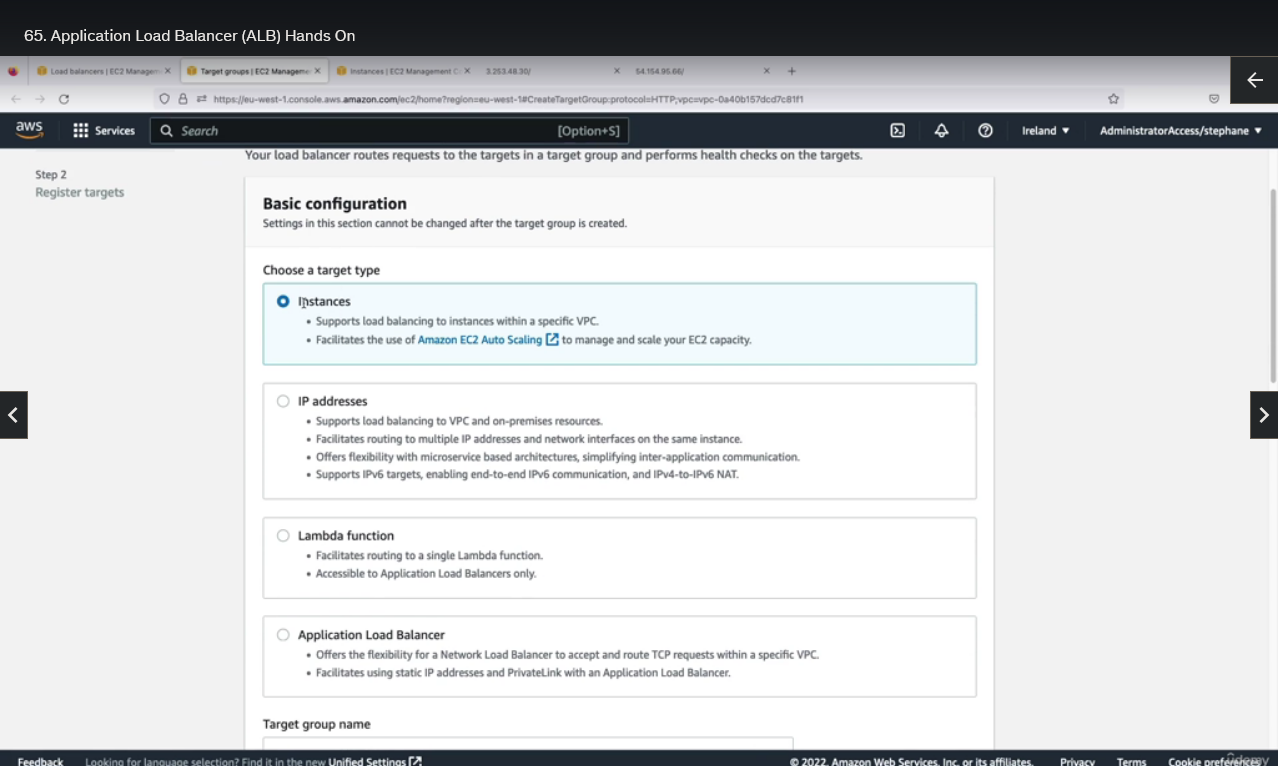 65. Application Load Balancer (ALB) Hands On
Load balancers | EC2 Managem
Target groups | EC2 Manageme
Instances | EC2 Management C
3.253.48.30/
54.154.95.66/
https://eu-west-1.console.aws.amazon.com/ec2/home?region=eu-west-1#CreateTargetGroup:protocol=HTTP;vpc=vpc-0a40b157dcd7c81f1
aws
Services
Search
[Option+S]
Ireland
AdministratorAccess/stephane
Your load balancer routes requests to the targets in a target group and performs health checks on the targets.
Step 2
Register targets
Basic configuration
Settings in this section cannot be changed after the target group is created.
Choose a target type
Instances
• Supports load balancing to instances within a specific VPC.
• Facilitates the use of Amazon EC2 Auto Scaling to manage and scale your EC2 capacity.
IP addresses
• Supports load balancing to VPC and on-premises resources.
• Facilitates routing to multiple IP addresses and network interfaces on the same instance.
• Offers flexibility with microservice based architectures, simplifying inter-application communication.
• Supports IPv6 targets, enabling end-to-end IPv6 communication, and IPv4-to-IPv6 NAT.
Lambda function
• Facilitates routing to a single Lambda function.
• Accessible to Application Load Balancers only.
Application Load Balancer
• Offers the flexibility for a Network Load Balancer to accept and route TCP requests within a specific VPC.
• Facilitates using static IP addresses and PrivateLink with an Application Load Balancer.
Target group name
Feedback
Looking for language selection? Find it in the new Unified Settings
© 2022, Amazon Web Services, Inc. or its affiliates.
Privacy
Terms
Cookie preferences
Udemy